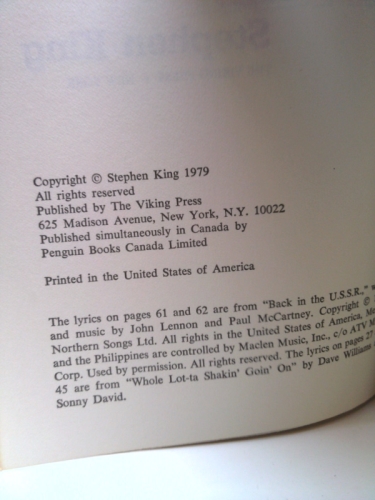 Copyright © Stephen King 1979
All rights reserved
Published by The Viking Press
625 Madison Avenue, New York, N.Y. 10022
Published simultaneously in Canada by
Penguin Books Canada Limited
Printed in the United States of America
The lyrics on pages 61 and 62 are from "Back in the U.S.S.R.,"
and music by John Lennon and Paul McCartney. Copyright ©
Northern Songs Ltd. All rights in the United States of America,
and the Philippines are controlled by Maclen Music, Inc., c/o ATV
Corp. Used by permission. All rights reserved. The lyrics on pages 27
45 are from "Whole Lot-ta Shakin' Goin' On" by Dave William
Sonny David.